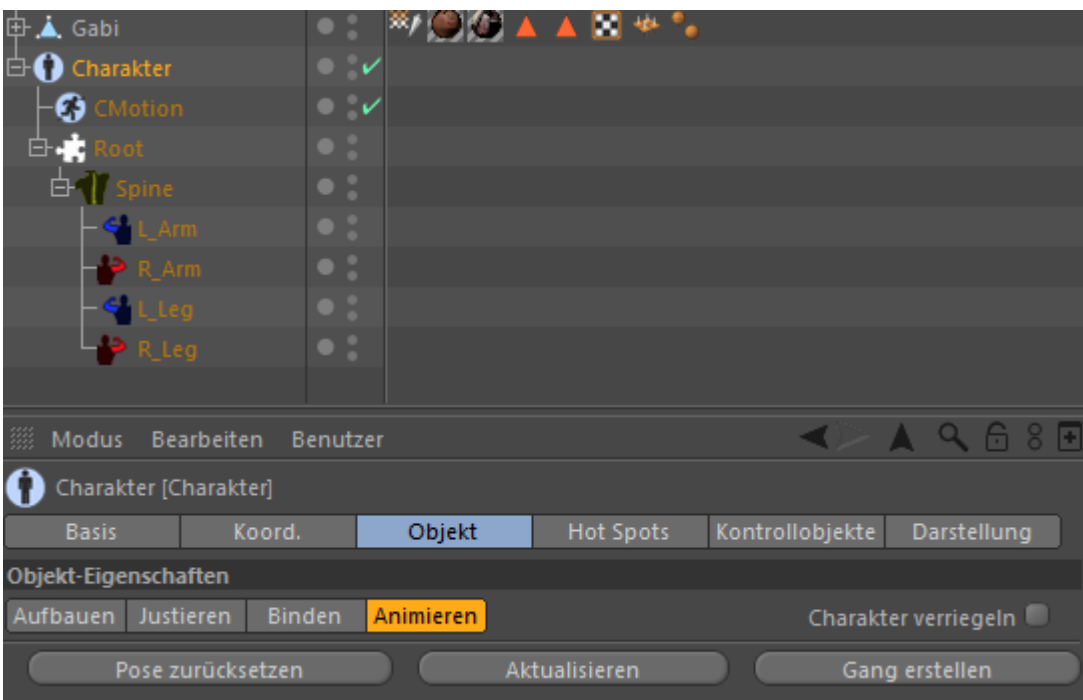 Gabi
Charakter
CMotion
Root
Spine
L_Arm
R_Arm
L_Leg
R_Leg
Modus Bearbeiten Benutzer
Charakter [Charakter]
Basis Koord. Objekt Hot Spots Kontrollobjekte Darstellung
Objekt-Eigenschaften
Aufbauen Justieren Binden Animieren Charakter verriegeln
Pose zurücksetzen Aktualisieren Gang erstellen